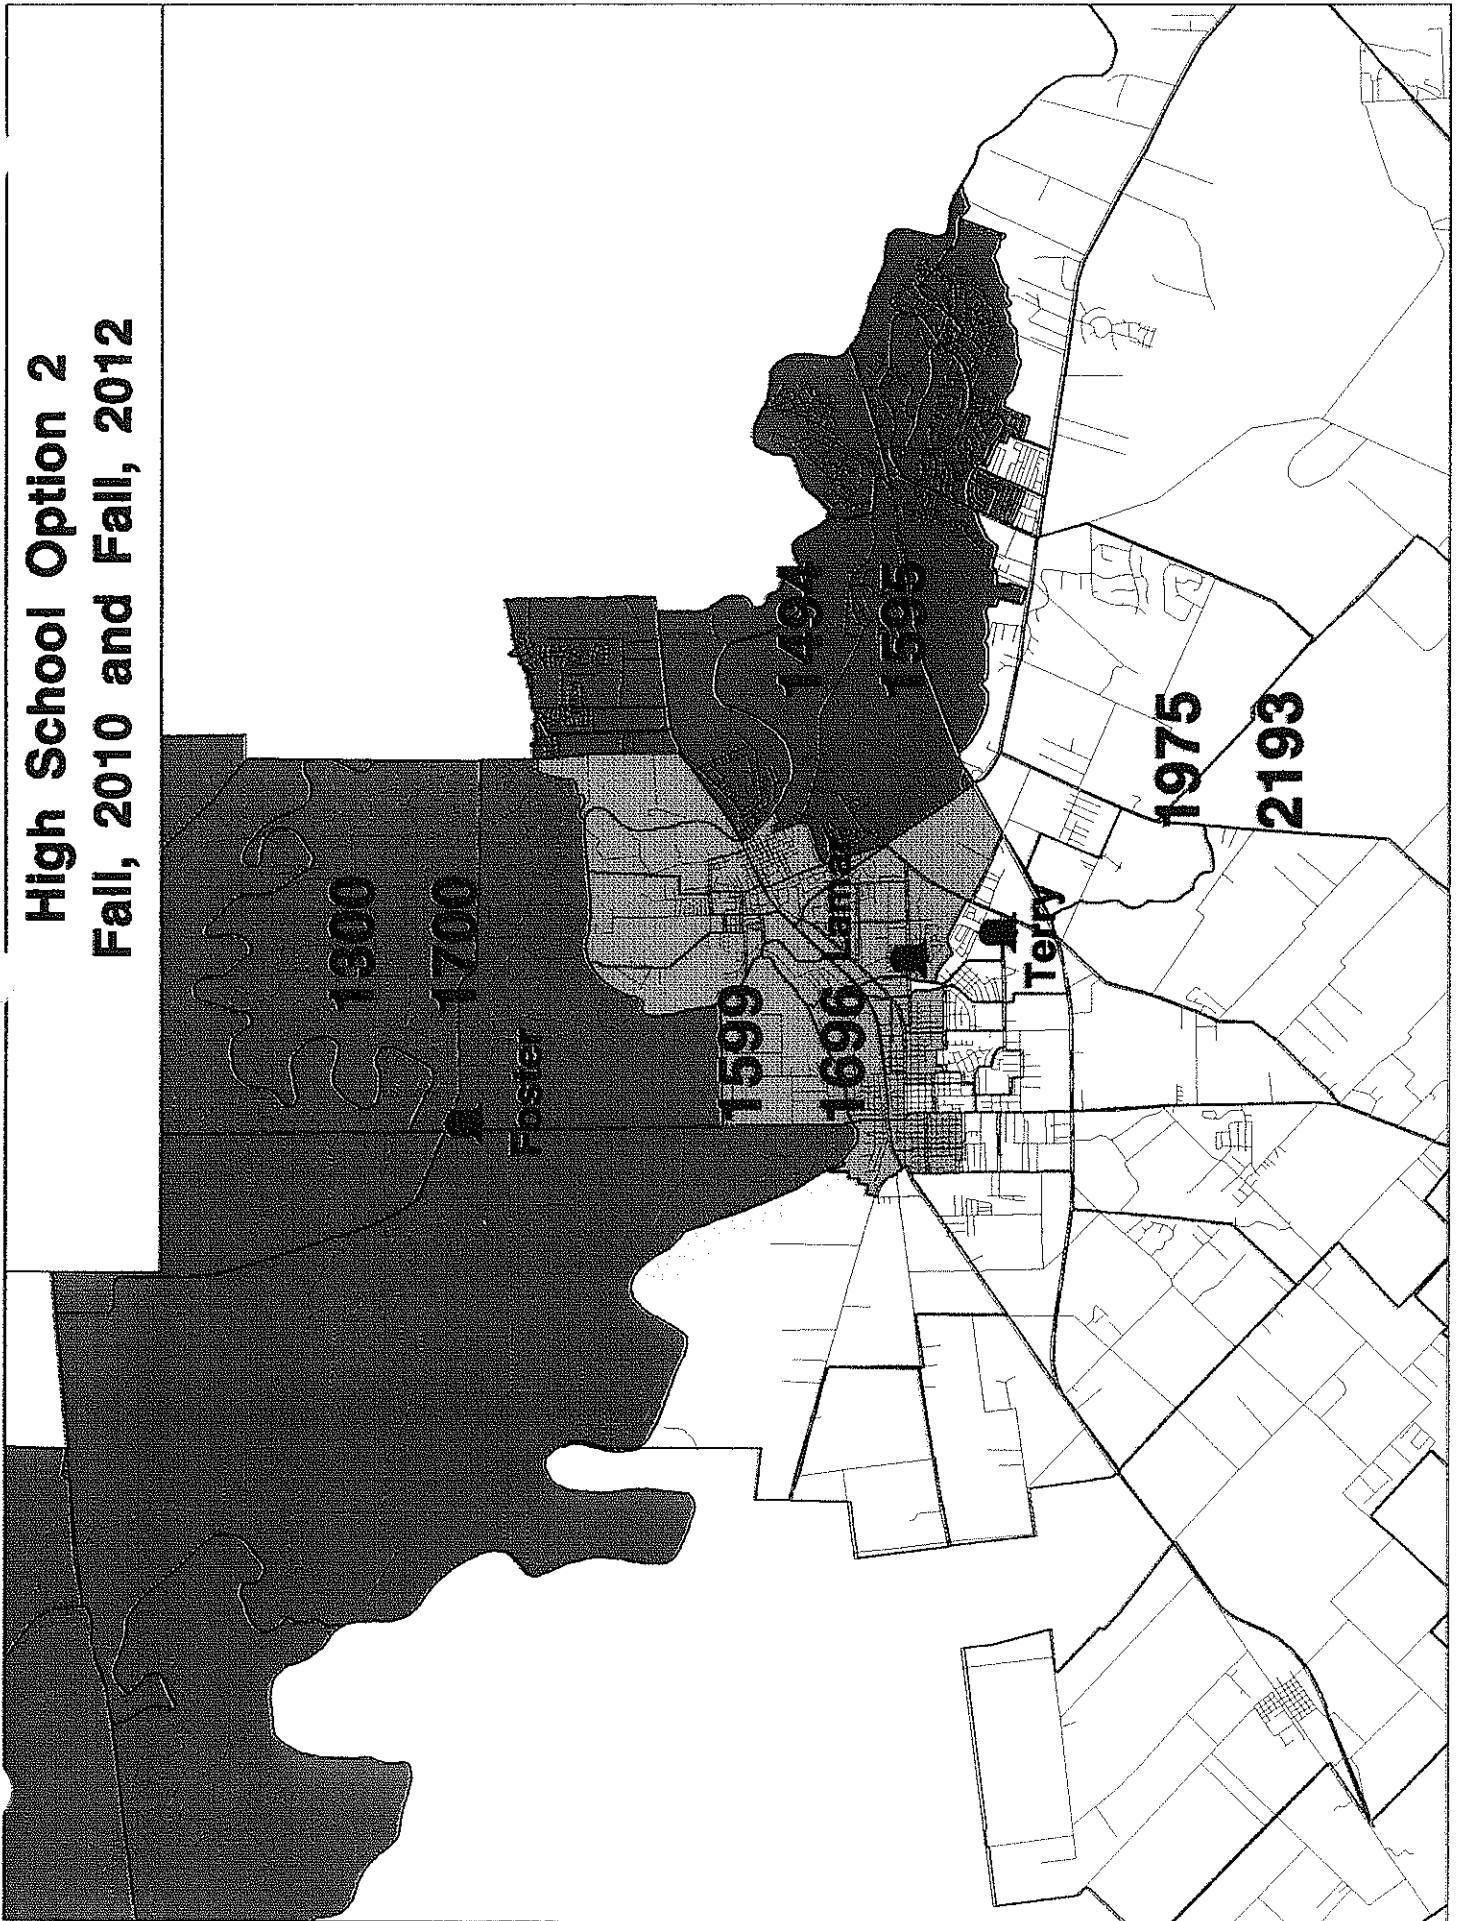 High School Option 2
Fall, 2010 and Fall, 2012
1300
1700
Foster
1599
1696
Lamar
1494
1595
Terry
1975
2193